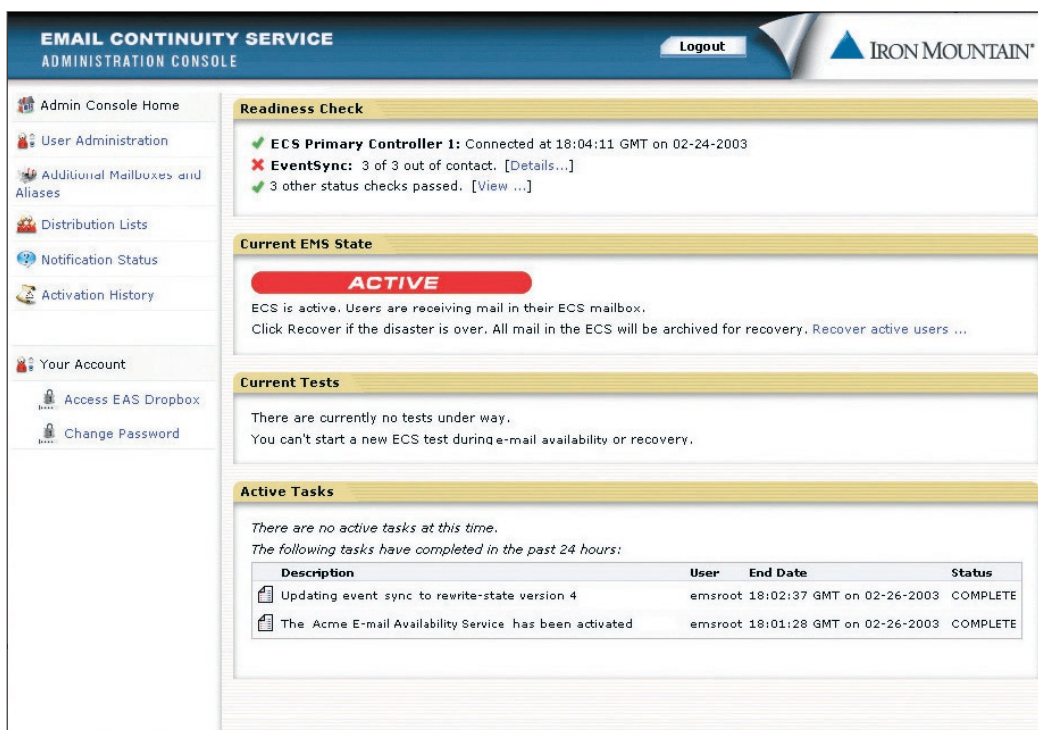 EMAIL CONTINUITY SERVICE
ADMINISTRATION CONSOLE
Logout
IRON MOUNTAIN®
Admin Console Home
User Administration
Additional Mailboxes and
Aliases
Distribution Lists
Notification Status
Activation History
Your Account
Access EAS Dropbox
Change Password
Readiness Check
ECS Primary Controller 1: Connected at 18:04:11 GMT on 02-24-2003
EventSync: 3 of 3 out of contact. [Details...]
3 other status checks passed. [View ...]
Current EMS State
ACTIVE
ECS is active. Users are receiving mail in their ECS mailbox.
Click Recover if the disaster is over. All mail in the ECS will be archived for recovery. Recover active users ...
Current Tests
There are currently no tests under way.
You can't start a new ECS test during e-mail availability or recovery.
Active Tasks
There are no active tasks at this time.
The following tasks have completed in the past 24 hours:
Description User End Date Status
Updating event sync to rewrite-state version 4 emsroot 18:02:37 GMT on 02-26-2003 COMPLETE
The Acme E-mail Availability Service has been activated emsroot 18:01:28 GMT on 02-26-2003 COMPLETE